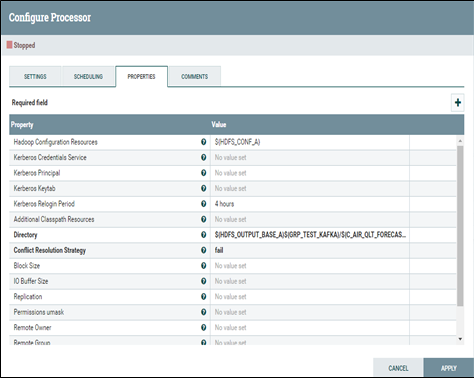 Configure Processor
Stopped
SETTINGS SCHEDULING PROPERTIES COMMENTS
Required field
Property Value
Hadoop Configuration Resources ${HDFS_CONF_A}
Kerberos Credentials Service No value set
Kerberos Principal No value set
Kerberos Keytab No value set
Kerberos Relogin Period 4 hours
Additional Classpath Resources No value set
Directory ${HDFS_OUTPUT_BASE_A}${GRP_TEST_KAFKA}/${C_AIR_QLT_FORECAS...
Conflict Resolution Strategy fail
Block Size No value set
IO Buffer Size No value set
Replication No value set
Permissions umask No value set
Remote Owner No value set
Remote Group No value set
CANCEL APPLY